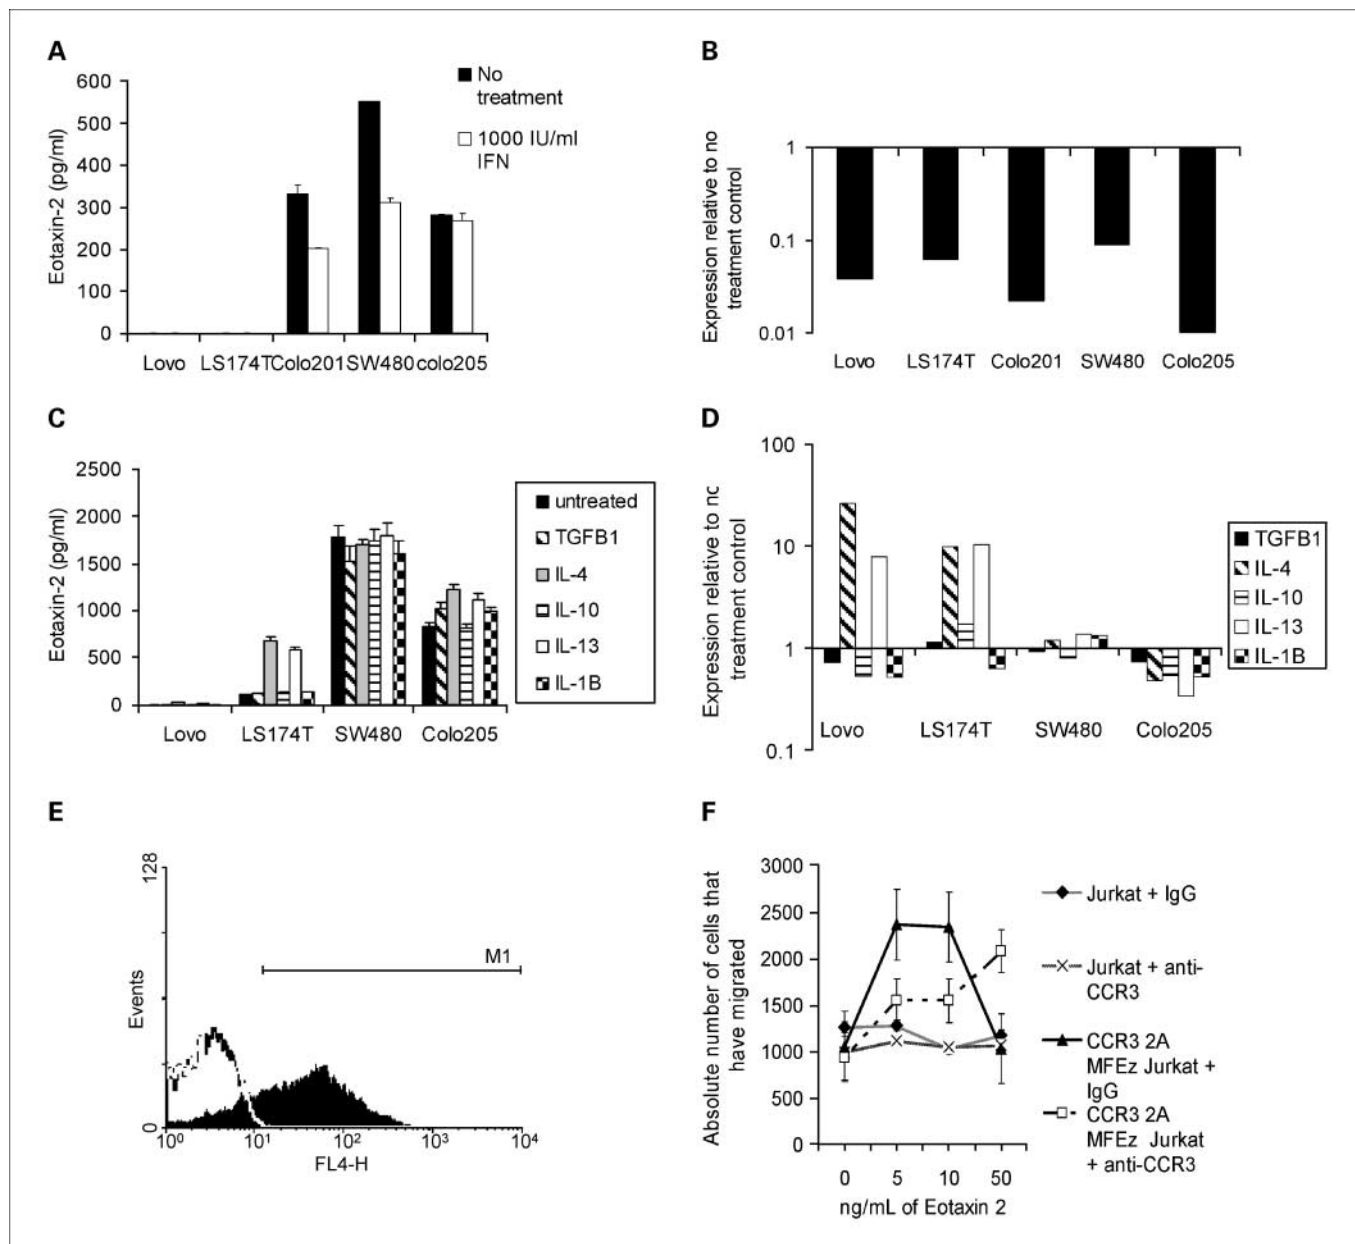 A
Eotaxin-2 (pg/ml)
600
500
400
300
200
100
0
Lovo LS174T Colo201 SW480 colo205
No
treatment
1000 IU/ml
IFN
B
Expression relative to no
treatment control
1
0.1
0.01
Lovo LS174T Colo201 SW480 Colo205
C
Eotaxin-2 (pg/ml)
2500
2000
1500
1000
500
0
Lovo LS174T SW480 Colo205
untreated
TGFB1
IL-4
IL-10
IL-13
IL-1B
D
Expression relative to nc
treatment control
100
10
1
0.1
Lovo LS174T SW480 Colo205
TGFB1
IL-4
IL-10
IL-13
IL-1B
E
Events
128
0
M1
10⁰ 10¹ 10² 10³ 10⁴
FL4-H
F
Absolute number of cells that
have migrated
3000
2500
2000
1500
1000
500
0
0 5 10 50
ng/mL of Eotaxin 2
Jurkat + IgG
Jurkat + anti-
CCR3
CCR3 2A
MFEz Jurkat +
IgG
CCR3 2A
MFEz Jurkat
+ anti-CCR3